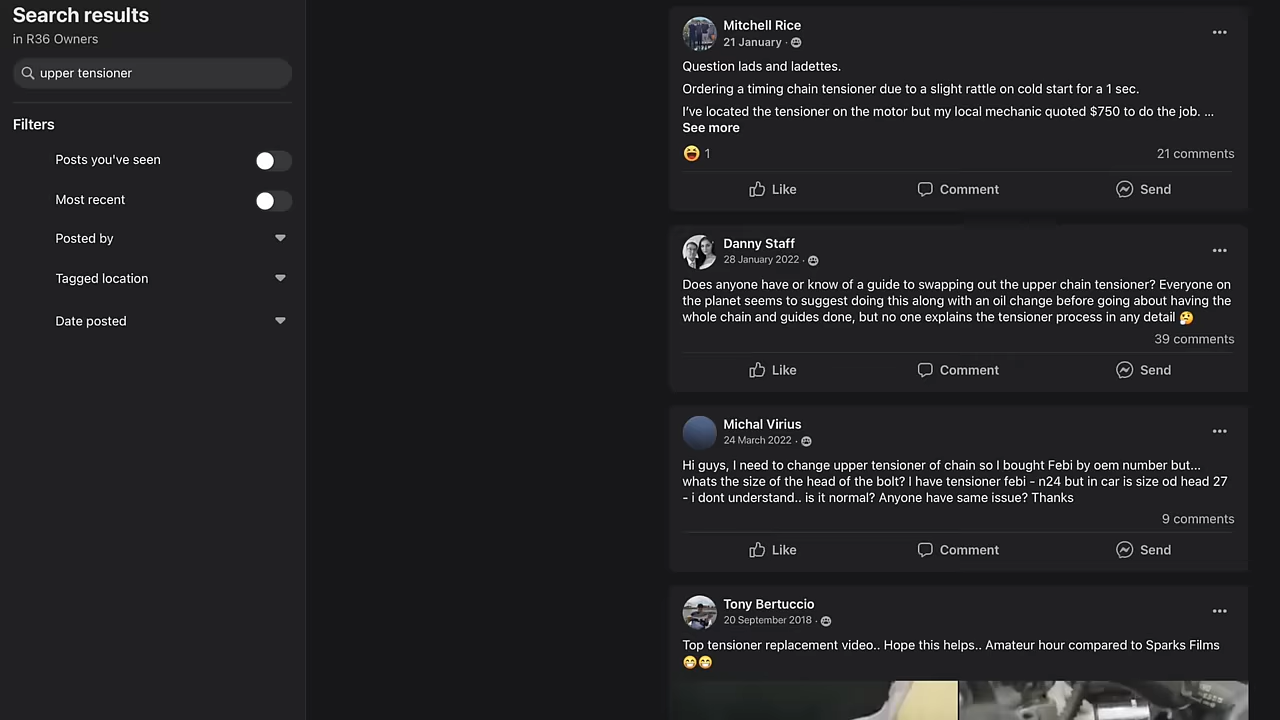 Search results
in R36 Owners
upper tensioner
Filters
Posts you've seen
Most recent
Posted by
Tagged location
Date posted
Mitchell Rice
21 January ·
Question lads and ladettes.
Ordering a timing chain tensioner due to a slight rattle on cold start for a 1 sec.
I've located the tensioner on the motor but my local mechanic quoted $750 to do the job. ...
See more
1
21 comments
Like
Comment
Send
Danny Staff
28 January 2022 ·
Does anyone have or know of a guide to swapping out the upper chain tensioner? Everyone on
the planet seems to suggest doing this along with an oil change before going about having the
whole chain and guides done, but no one explains the tensioner process in any detail 🤔
39 comments
Like
Comment
Send
Michal Virius
24 March 2022 ·
Hi guys, I need to change upper tensioner of chain so I bought Febi by oem number but...
whats the size of the head of the bolt? I have tensioner febi - n24 but in car is size od head 27
- i dont understand.. is it normal? Anyone have same issue? Thanks
9 comments
Like
Comment
Send
Tony Bertuccio
20 September 2018 ·
Top tensioner replacement video.. Hope this helps.. Amateur hour compared to Sparks Films
😁😁